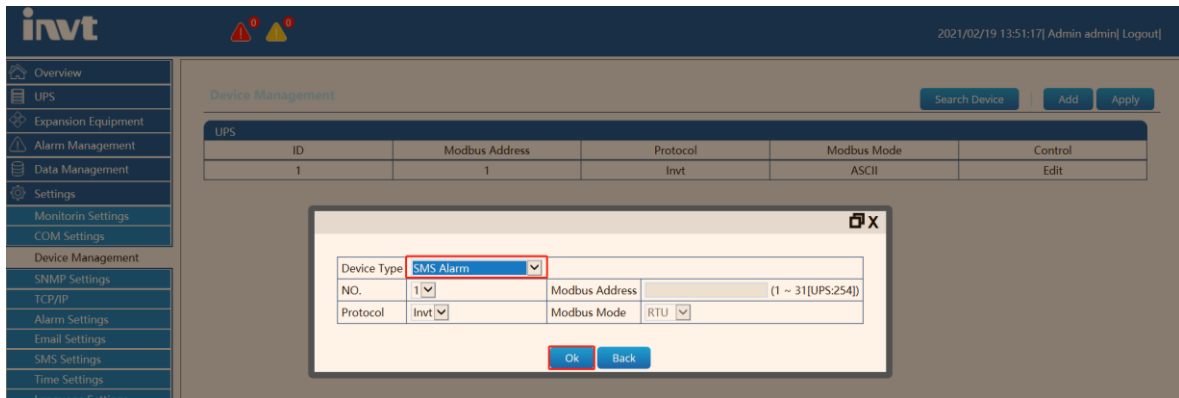 invt
0 0
2021/02/19 13:51:17| Admin admin| Logout|
Overview
UPS
Expansion Equipment
Alarm Management
Data Management
Settings
Monitorin Settings
COM Settings
Device Management
SNMP Settings
TCP/IP
Alarm Settings
Email Settings
SMS Settings
Time Settings
Device Management
Search Device | Add Apply
UPS
ID Modbus Address Protocol Modbus Mode Control
1 1 Invt ASCII Edit
X
Device Type SMS Alarm
NO. 1 Modbus Address (1 ~ 31[UPS:254])
Protocol Invt Modbus Mode RTU
Ok Back